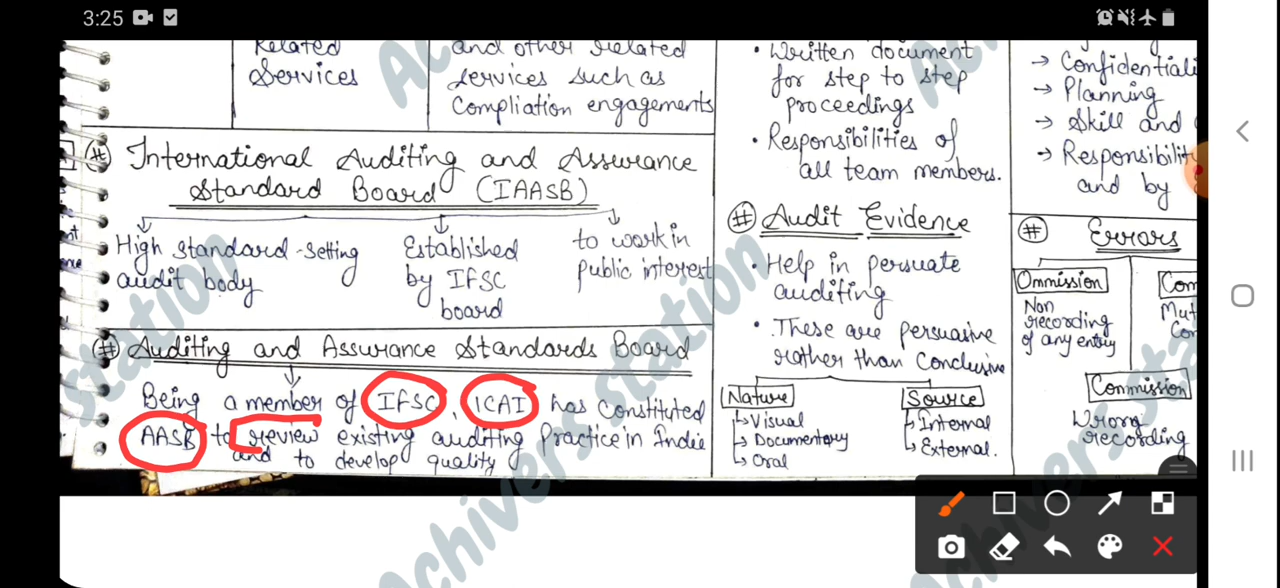 3:25
Related
Services
and other related
services such as
Compliation engagements
# International Auditing and Assurance
Standard Board (IAASB)
High Standard-Setting
audit body
Established
by IFSC
board
to work in
public interest
# Auditing and Assurance Standards Board
Being a member of IFSC, ICAI has constituted
AASB to review existing auditing Practice in Indie
and to develop quality
• Written document
for step to step
proceedings
• Responsibilities of
all team members.
# Audit Evidence
• Help in persuate
auditing
• These are persuasive
rather than Conclusive
Nature
Visual
Documentary
Oral
Source
Internal
External.
→ Confidentiali
→ Planning
→ Skill and
→ Responsibility
and by
# Errors
Ommission
Non
recording
of any entry
Com
Mut
Com
Commission
Wrong
recording
Achivers station